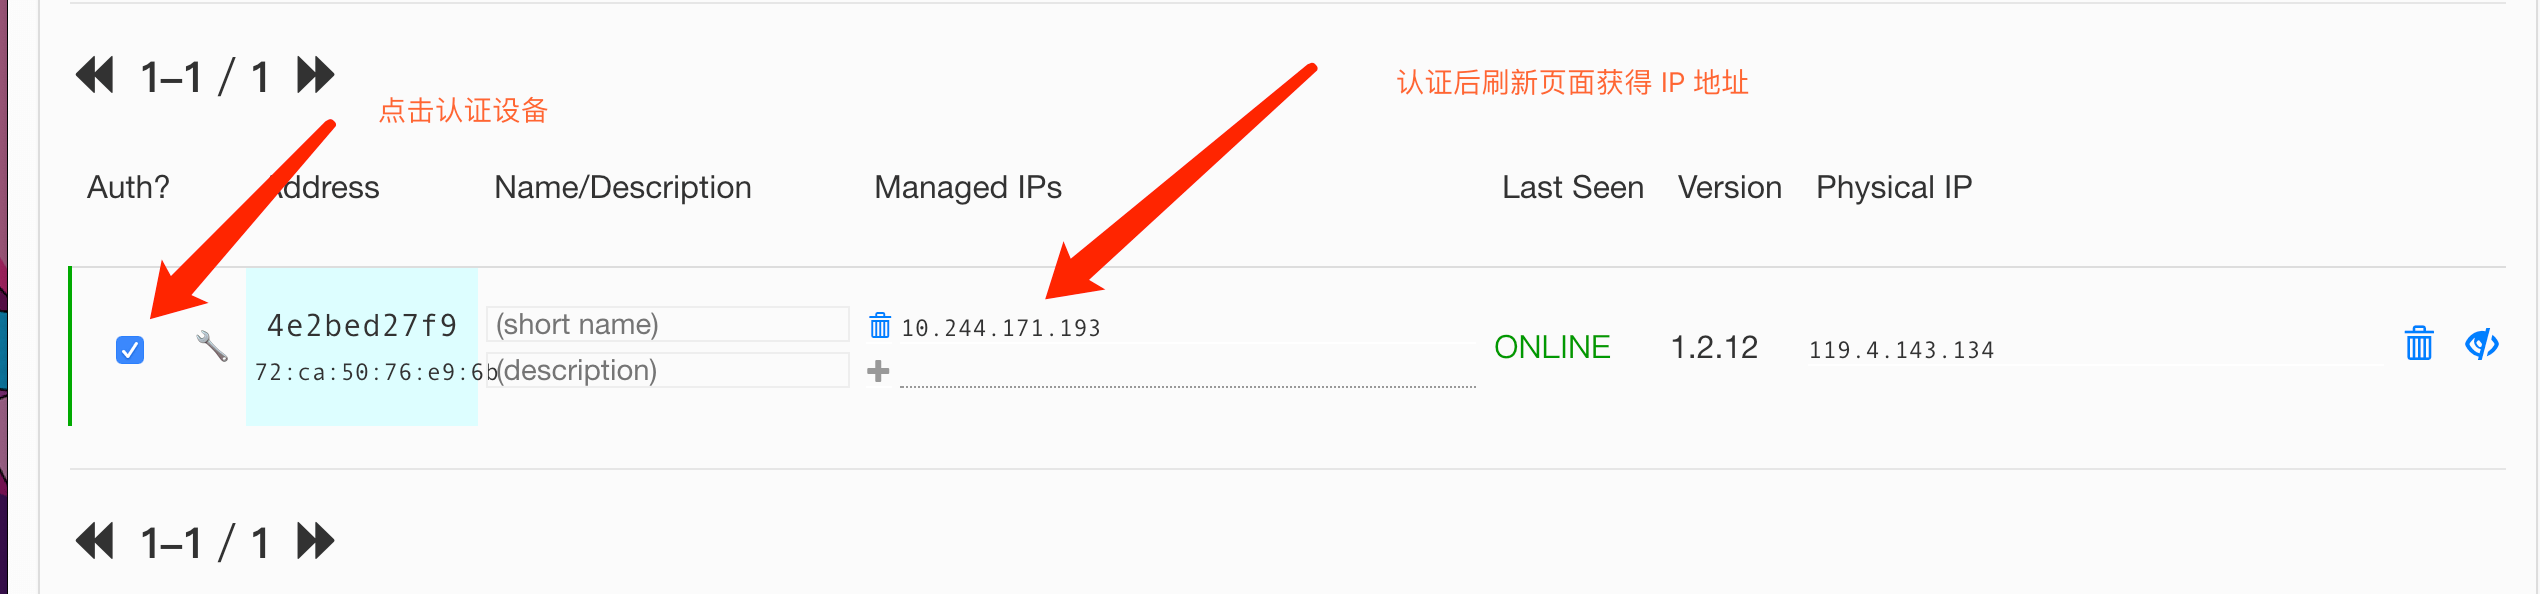 1–1 / 1
点击认证设备
认证后刷新页面获得 IP 地址
Auth? Address Name/Description Managed IPs Last Seen Version Physical IP
4e2bed27f9 (short name) 10.244.171.193
ONLINE 1.2.12 119.4.143.134
72:ca:50:76:e9:6b (description)
1–1 / 1